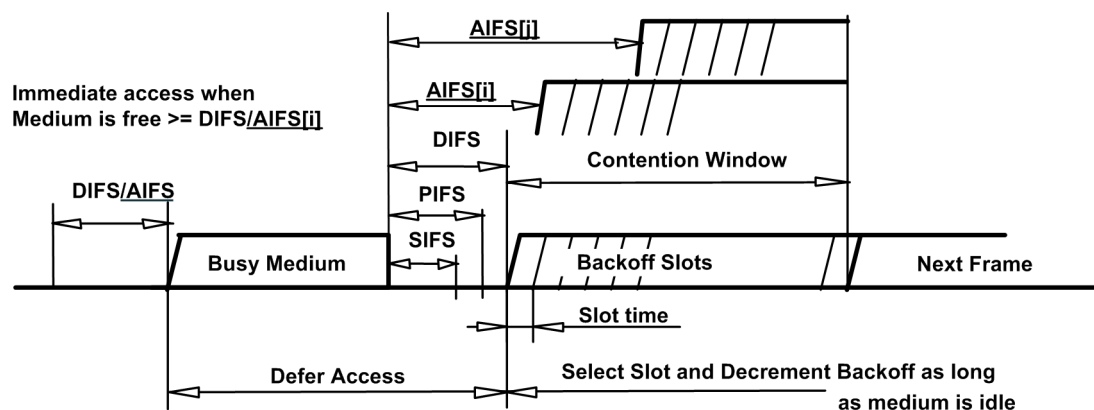 AIFS[j]
Immediate access when
Medium is free >= DIFS/AIFS[i]
AIFS[i]
DIFS
Contention Window
DIFS/AIFS
PIFS
SIFS
Busy Medium
Backoff Slots
Next Frame
Slot time
Defer Access
Select Slot and Decrement Backoff as long
as medium is idle